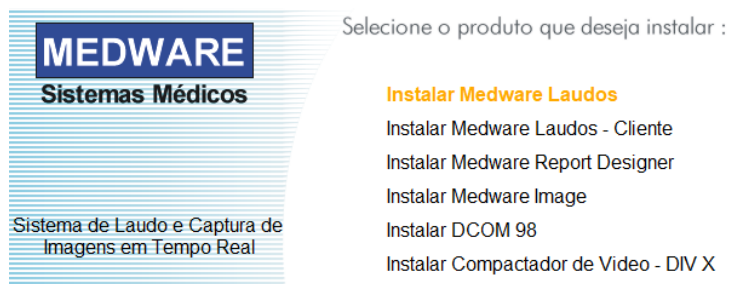 MEDWARE
Sistemas Médicos
Sistema de Laudo e Captura de
Imagens em Tempo Real
Selecione o produto que deseja instalar :
Instalar Medware Laudos
Instalar Medware Laudos - Cliente
Instalar Medware Report Designer
Instalar Medware Image
Instalar DCOM 98
Instalar Compactador de Video - DIV X